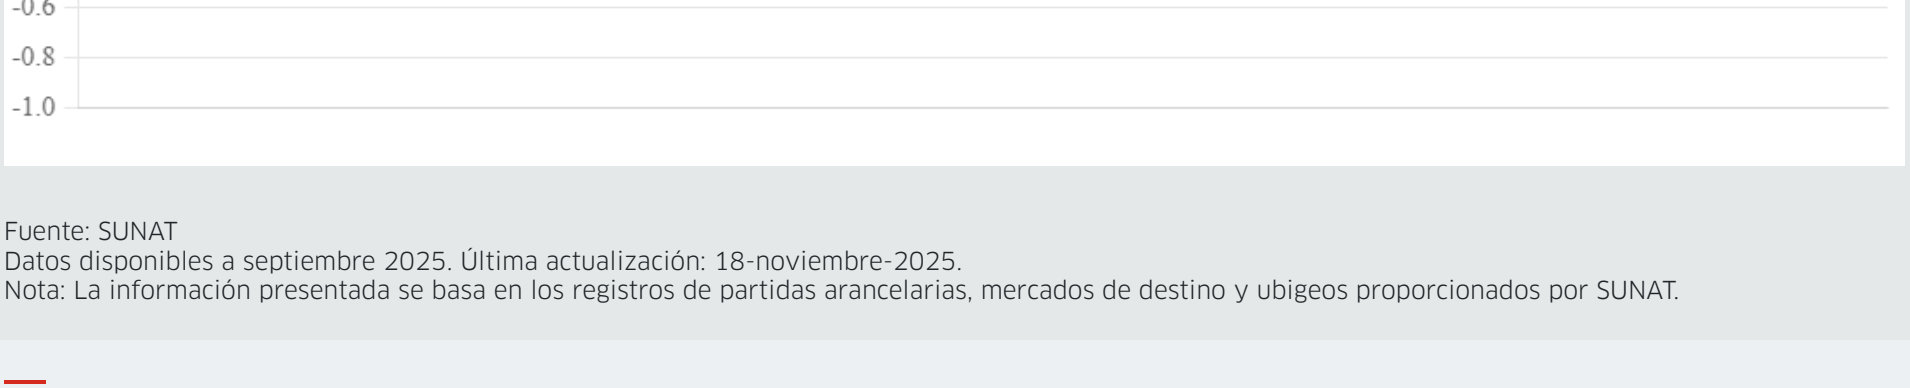 -0.6
-0.8
-1.0
Fuente: SUNAT
Datos disponibles a septiembre 2025. Última actualización: 18-noviembre-2025.
Nota: La información presentada se basa en los registros de partidas arancelarias, mercados de destino y ubigeos proporcionados por SUNAT.